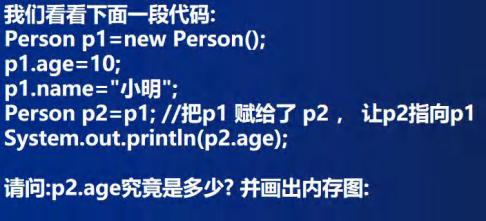 我们看看下面一段代码:
Person p1=new Person();
p1.age=10;
p1.name="小明";
Person p2=p1; //把p1 赋给了 p2 ， 让p2指向p1
System.out.println(p2.age);
请问:p2.age究竟是多少? 并画出内存图: